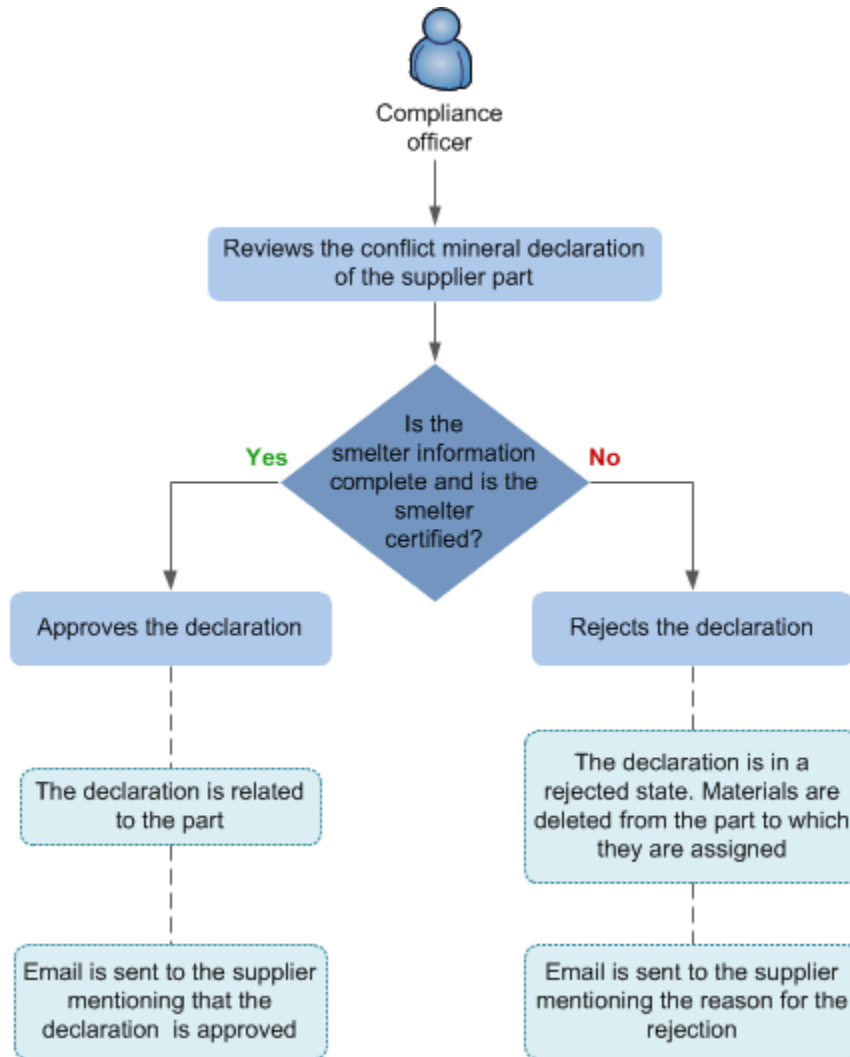 Compliance
officer
Reviews the conflict mineral declaration
of the supplier part
Is the
smelter information
complete and is the
smelter
certified?
Yes
No
Approves the declaration
Rejects the declaration
The declaration is related
to the part
The declaration is in a
rejected state. Materials are
deleted from the part to which
they are assigned
Email is sent to the supplier
mentioning that the
declaration is approved
Email is sent to the supplier
mentioning the reason for the
rejection